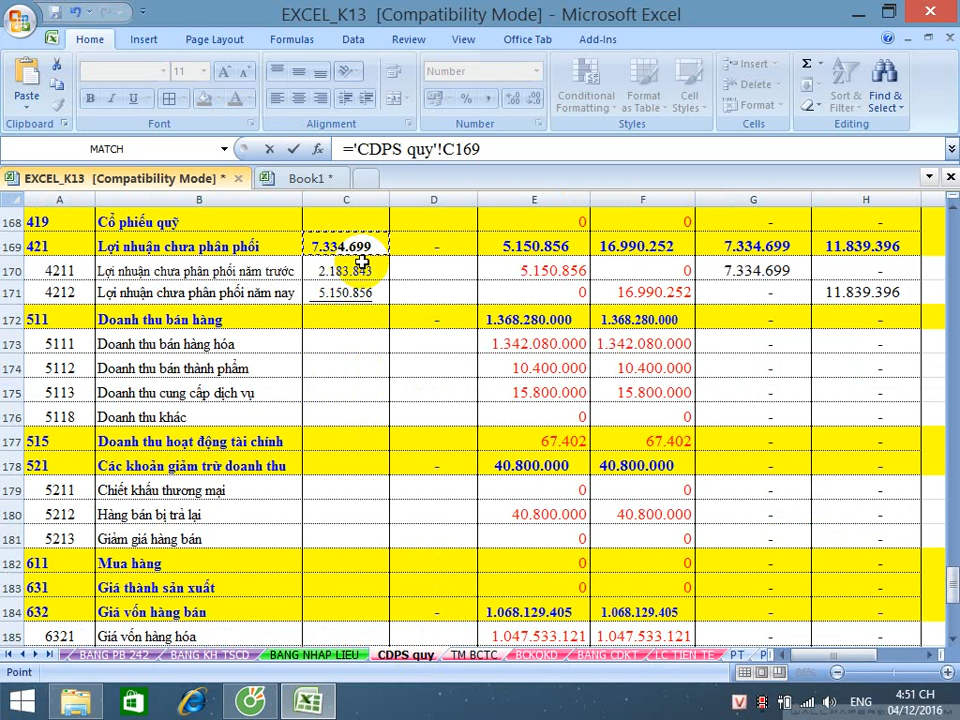 EXCEL_K13 [Compatibility Mode] - Microsoft Excel
Home Insert Page Layout Formulas Data Review View Office Tab Add-Ins
Paste 11 Number Conditional Formatting Format as Table Cell Styles Insert Delete Format Sort & Filter Find & Select
Clipboard Font Alignment Number Styles Cells Editing
MATCH ='CDPS quy'!C169
EXCEL_K13 [Compatibility Mode] * Book1 *
A B C D E F G H
168 419 Cổ phiếu quỹ 0 0 - -
169 421 Lợi nhuận chưa phân phối 7.334.699 - 5.150.856 16.990.252 7.334.699 11.839.396
170 4211 Lợi nhuận chưa phân phối năm trước 2.183.843 5.150.856 0 7.334.699 -
171 4212 Lợi nhuận chưa phân phối năm nay 5.150.856 0 16.990.252 - 11.839.396
172 511 Doanh thu bán hàng - 1.368.280.000 1.368.280.000 - -
173 5111 Doanh thu bán hàng hóa 1.342.080.000 1.342.080.000 - -
174 5112 Doanh thu bán thành phẩm 10.400.000 10.400.000 - -
175 5113 Doanh thu cung cấp dịch vụ 15.800.000 15.800.000 - -
176 5118 Doanh thu khác 0 0 - -
177 515 Doanh thu hoạt động tài chính 67.402 67.402 - -
178 521 Các khoản giảm trừ doanh thu - 40.800.000 40.800.000 - -
179 5211 Chiết khấu thương mại 0 0 - -
180 5212 Hàng bán bị trả lại 40.800.000 40.800.000 - -
181 5213 Giảm giá hàng bán 0 0 - -
182 611 Mua hàng 0 0 - -
183 631 Giá thành sản xuất 0 0 - -
184 632 Giá vốn hàng bán - 1.068.129.405 1.068.129.405 - -
185 6321 Giá vốn hàng hóa 1.047.533.121 1.047.533.121 - -
BANG PB 242 BANG KH TSCD BANG NHAP LIEU CDPS quy TM BCTC BCKQKD BANG CDKT LC TIEN TE PT
Point 100%
ENG 4:51 CH
04/12/2016